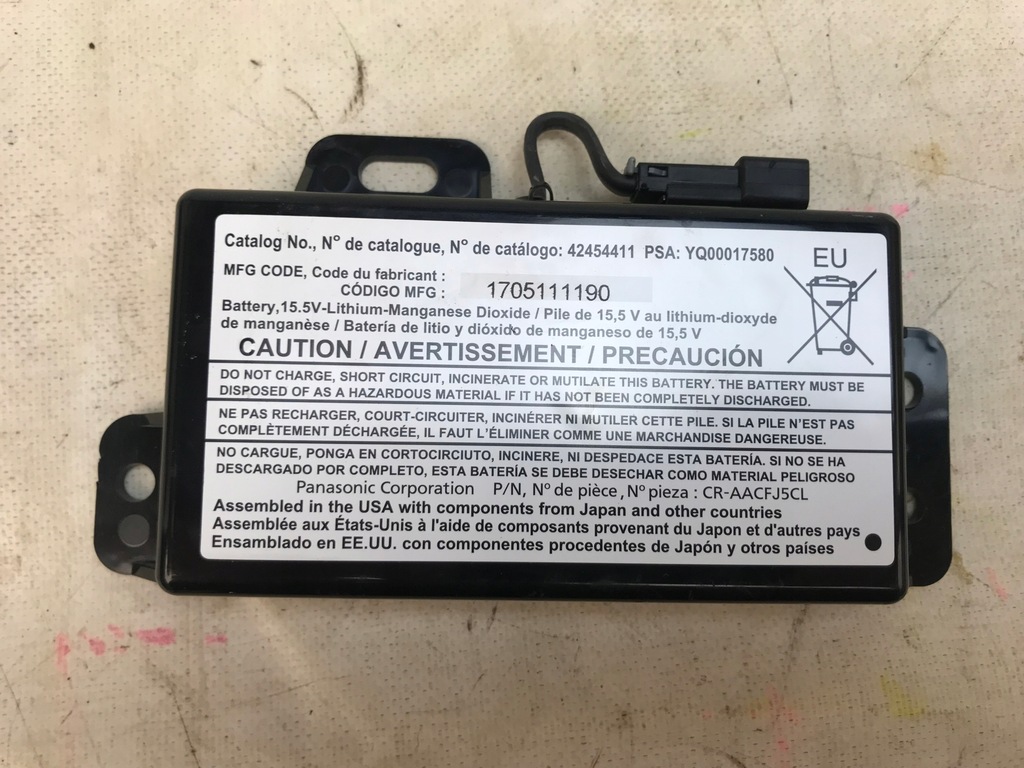 Catalog No., N° de catalogue, N° de catálogo: 42454411 PSA: YQ00017580
EU
MFG CODE, Code du fabricant :
CÓDIGO MFG : 1705111190
Battery,15.5V-Lithium-Manganese Dioxide / Pile de 15,5 V au lithium-dioxyde
de manganèse / Batería de litio y dióxido de manganeso de 15,5 V
CAUTION / AVERTISSEMENT / PRECAUCIÓN
DO NOT CHARGE, SHORT CIRCUIT, INCINERATE OR MUTILATE THIS BATTERY. THE BATTERY MUST BE
DISPOSED OF AS A HAZARDOUS MATERIAL IF IT HAS NOT BEEN COMPLETELY DISCHARGED.
NE PAS RECHARGER, COURT-CIRCUITER, INCINÉRER NI MUTILER CETTE PILE. SI LA PILE N'EST PAS
COMPLÈTEMENT DÉCHARGÉE, IL FAUT L'ÉLIMINER COMME UNE MARCHANDISE DANGEREUSE.
NO CARGUE, PONGA EN CORTOCIRCIUTO, INCINERE, NI DESPEDACE ESTA BATERÍA. SI NO SE HA
DESCARGADO POR COMPLETO, ESTA BATERÍA SE DEBE DESECHAR COMO MATERIAL PELIGROSO
Panasonic Corporation P/N, N° de pièce, N° pieza : CR-AACFJ5CL
Assembled in the USA with components from Japan and other countries
Assemblée aux États-Unis à l'aide de composants provenant du Japon et d'autres pays
Ensamblado en EE.UU. con componentes procedentes de Japón y otros países